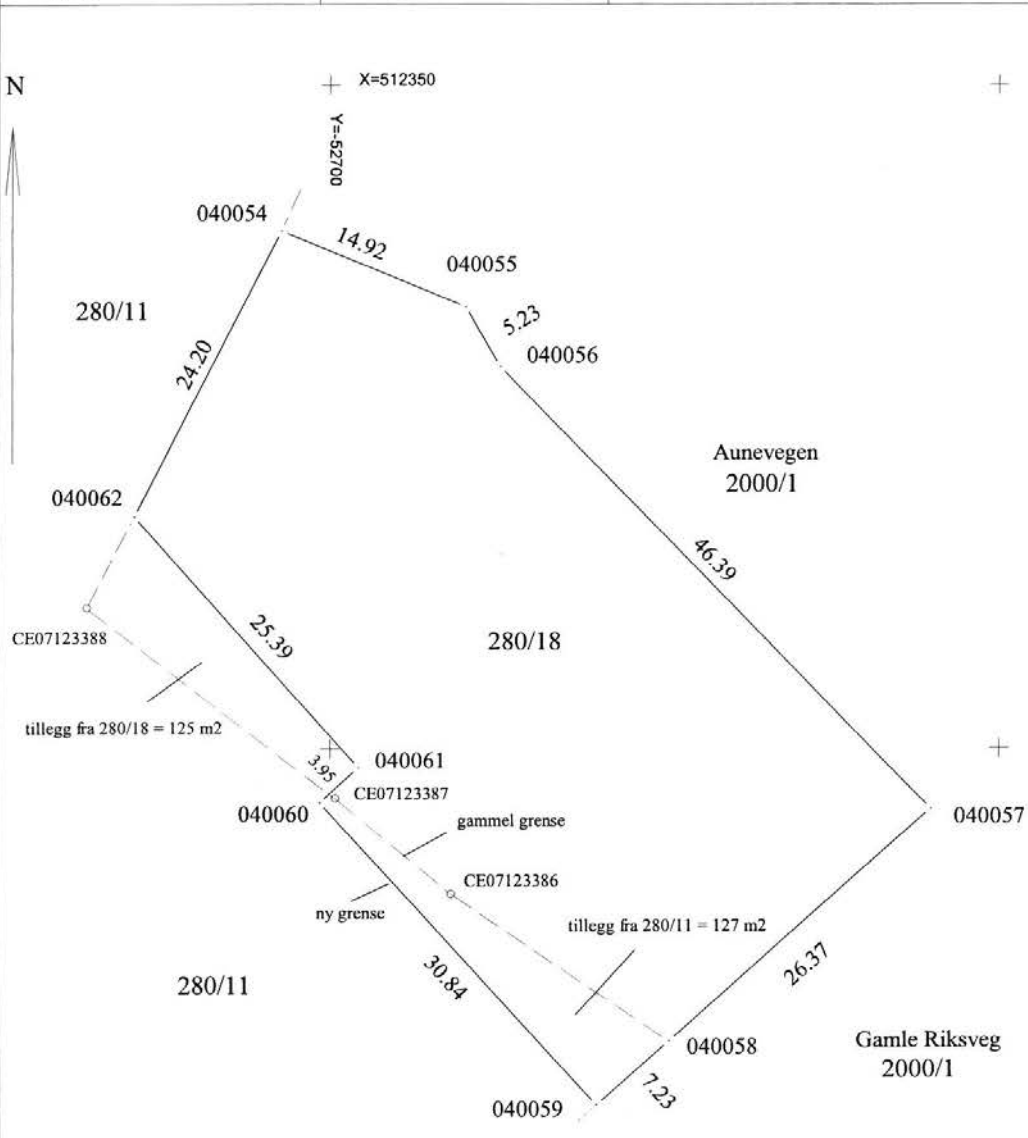 N
X=512350
Y=-52700
040054
14.92
040055
280/11
5.23
040056
24.20
Aunevegen
2000/1
040062
46.39
25.39
280/18
CE07123388
tillegg fra 280/18 = 125 m2
040061
3.95
CE07123387
040060
gammel grense
040057
CE07123386
ny grense
tillegg fra 280/11 = 127 m2
26.37
30.84
280/11
Gamle Riksveg
2000/1
040058
7.23
040059